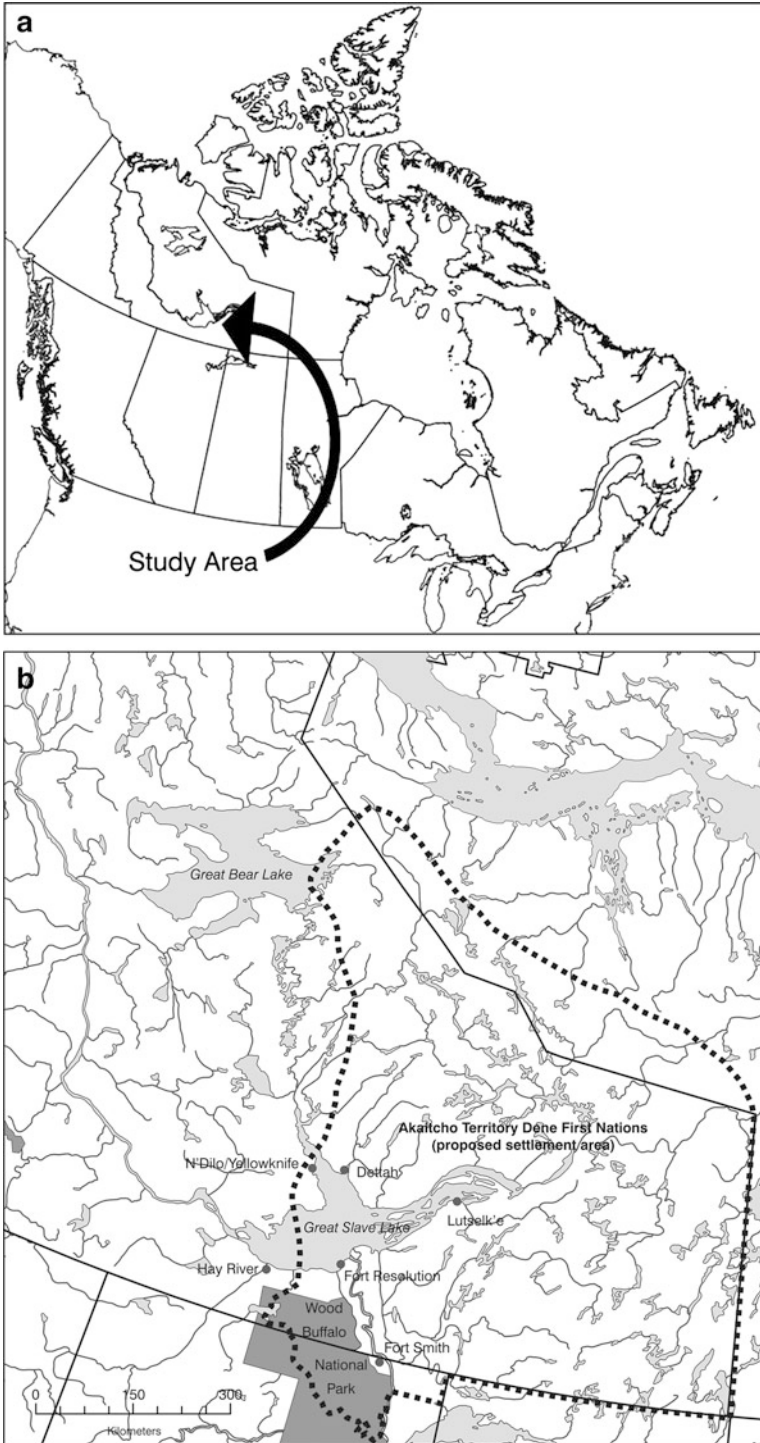 a
Study Area
b
Great Bear Lake
Akaitcho Territory Dene First Nations
(proposed settlement area)
N'Dilo/Yellowknife
Dettah
Great Slave Lake
Lutselk'e
Hay River
Fort Resolution
Wood
Buffalo
Fort Smith
National
Park
0 150 300
Kilometers